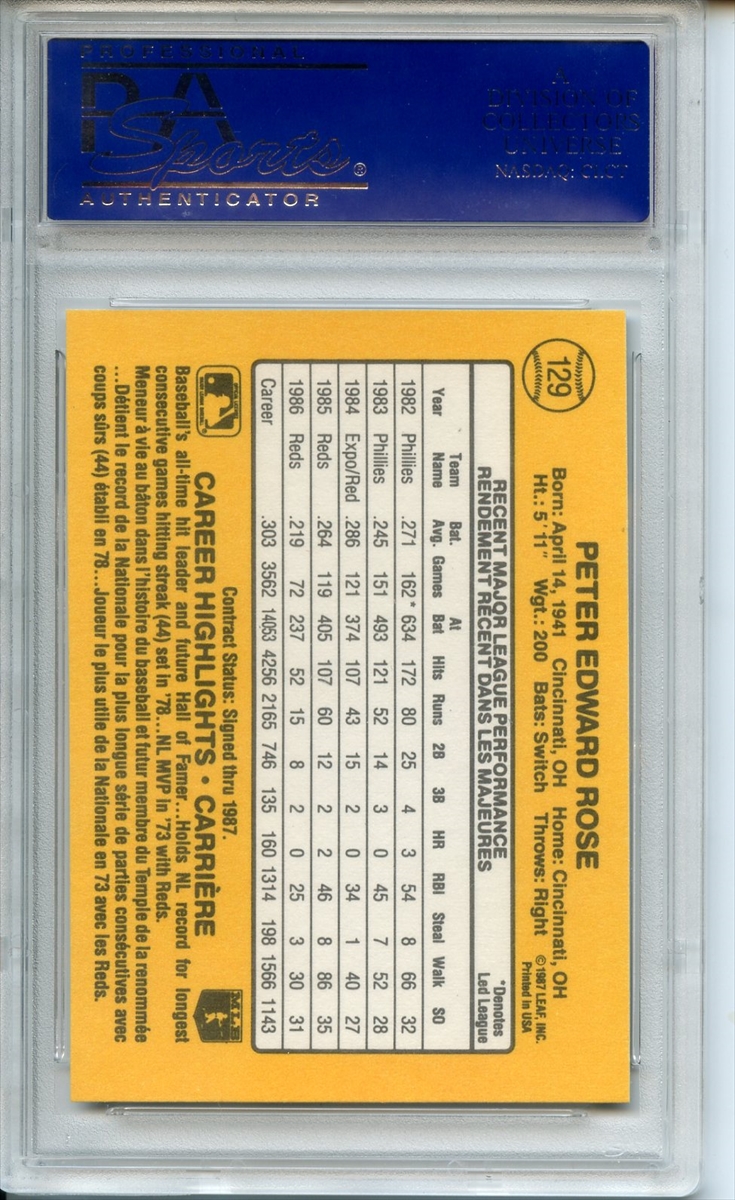 PROFESSIONAL
PSA
Sports®
AUTHENTICATOR
A
DIVISION OF
COLLECTORS
UNIVERSE
NASDAQ: CLCT
129
PETER EDWARD ROSE
Born: April 14, 1941 Cincinnati, OH Home: Cincinnati, OH
Ht.: 5' 11" Wgt.: 200 Bats: Switch Throws: Right
©1987 LEAF, INC.
Printed in USA
RECENT MAJOR LEAGUE PERFORMANCE
RENDEMENT RÉCENT DANS LES MAJEURES
*Denotes
Led League
Year Team Name Bat. Avg. Games At Bat Hits Runs 2B 3B HR RBI Steal Walk SO
1982 Phillies .271 162* 634 172 80 25 4 3 54 8 66 32
1983 Phillies .245 151 493 121 52 14 3 0 45 7 52 28
1984 Expo/Red .286 121 374 107 43 15 2 0 34 1 40 27
1985 Reds .264 119 405 107 60 12 2 2 46 8 86 35
1986 Reds .219 72 237 52 15 8 2 0 25 3 30 31
Career .303 3562 14053 4256 2165 746 135 160 1314 198 1566 1143
Contract Status: Signed thru 1987.
CAREER HIGHLIGHTS • CARRIÈRE
MLB
Baseball's all-time hit leader and future Hall of Famer...Holds NL record for longest
consecutive games hitting streak (44) set in '78...NL MVP in '73 with Reds.
Meneur à vie au bâton dans l'histoire du baseball et futur membre du Temple de la renommée
...Détient le record de la Nationale pour la plus longue série de parties consécutives avec
coups sûrs (44) établi en 78...Joueur le plus utile de la Nationale en 73 avec les Reds.